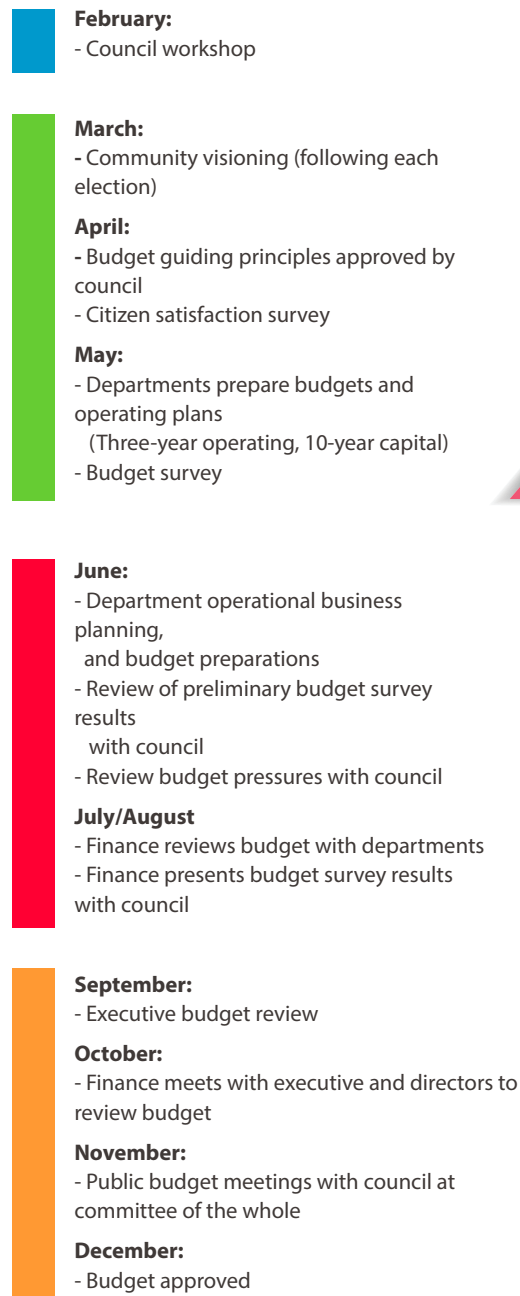 February:
- Council workshop
March:
- Community visioning (following each
election)
April:
- Budget guiding principles approved by
council
- Citizen satisfaction survey
May:
- Departments prepare budgets and
operating plans
(Three-year operating, 10-year capital)
- Budget survey
June:
- Department operational business
planning,
and budget preparations
- Review of preliminary budget survey
results
with council
- Review budget pressures with council
July/August
- Finance reviews budget with departments
- Finance presents budget survey results
with council
September:
- Executive budget review
October:
- Finance meets with executive and directors to
review budget
November:
- Public budget meetings with council at
committee of the whole
December:
- Budget approved